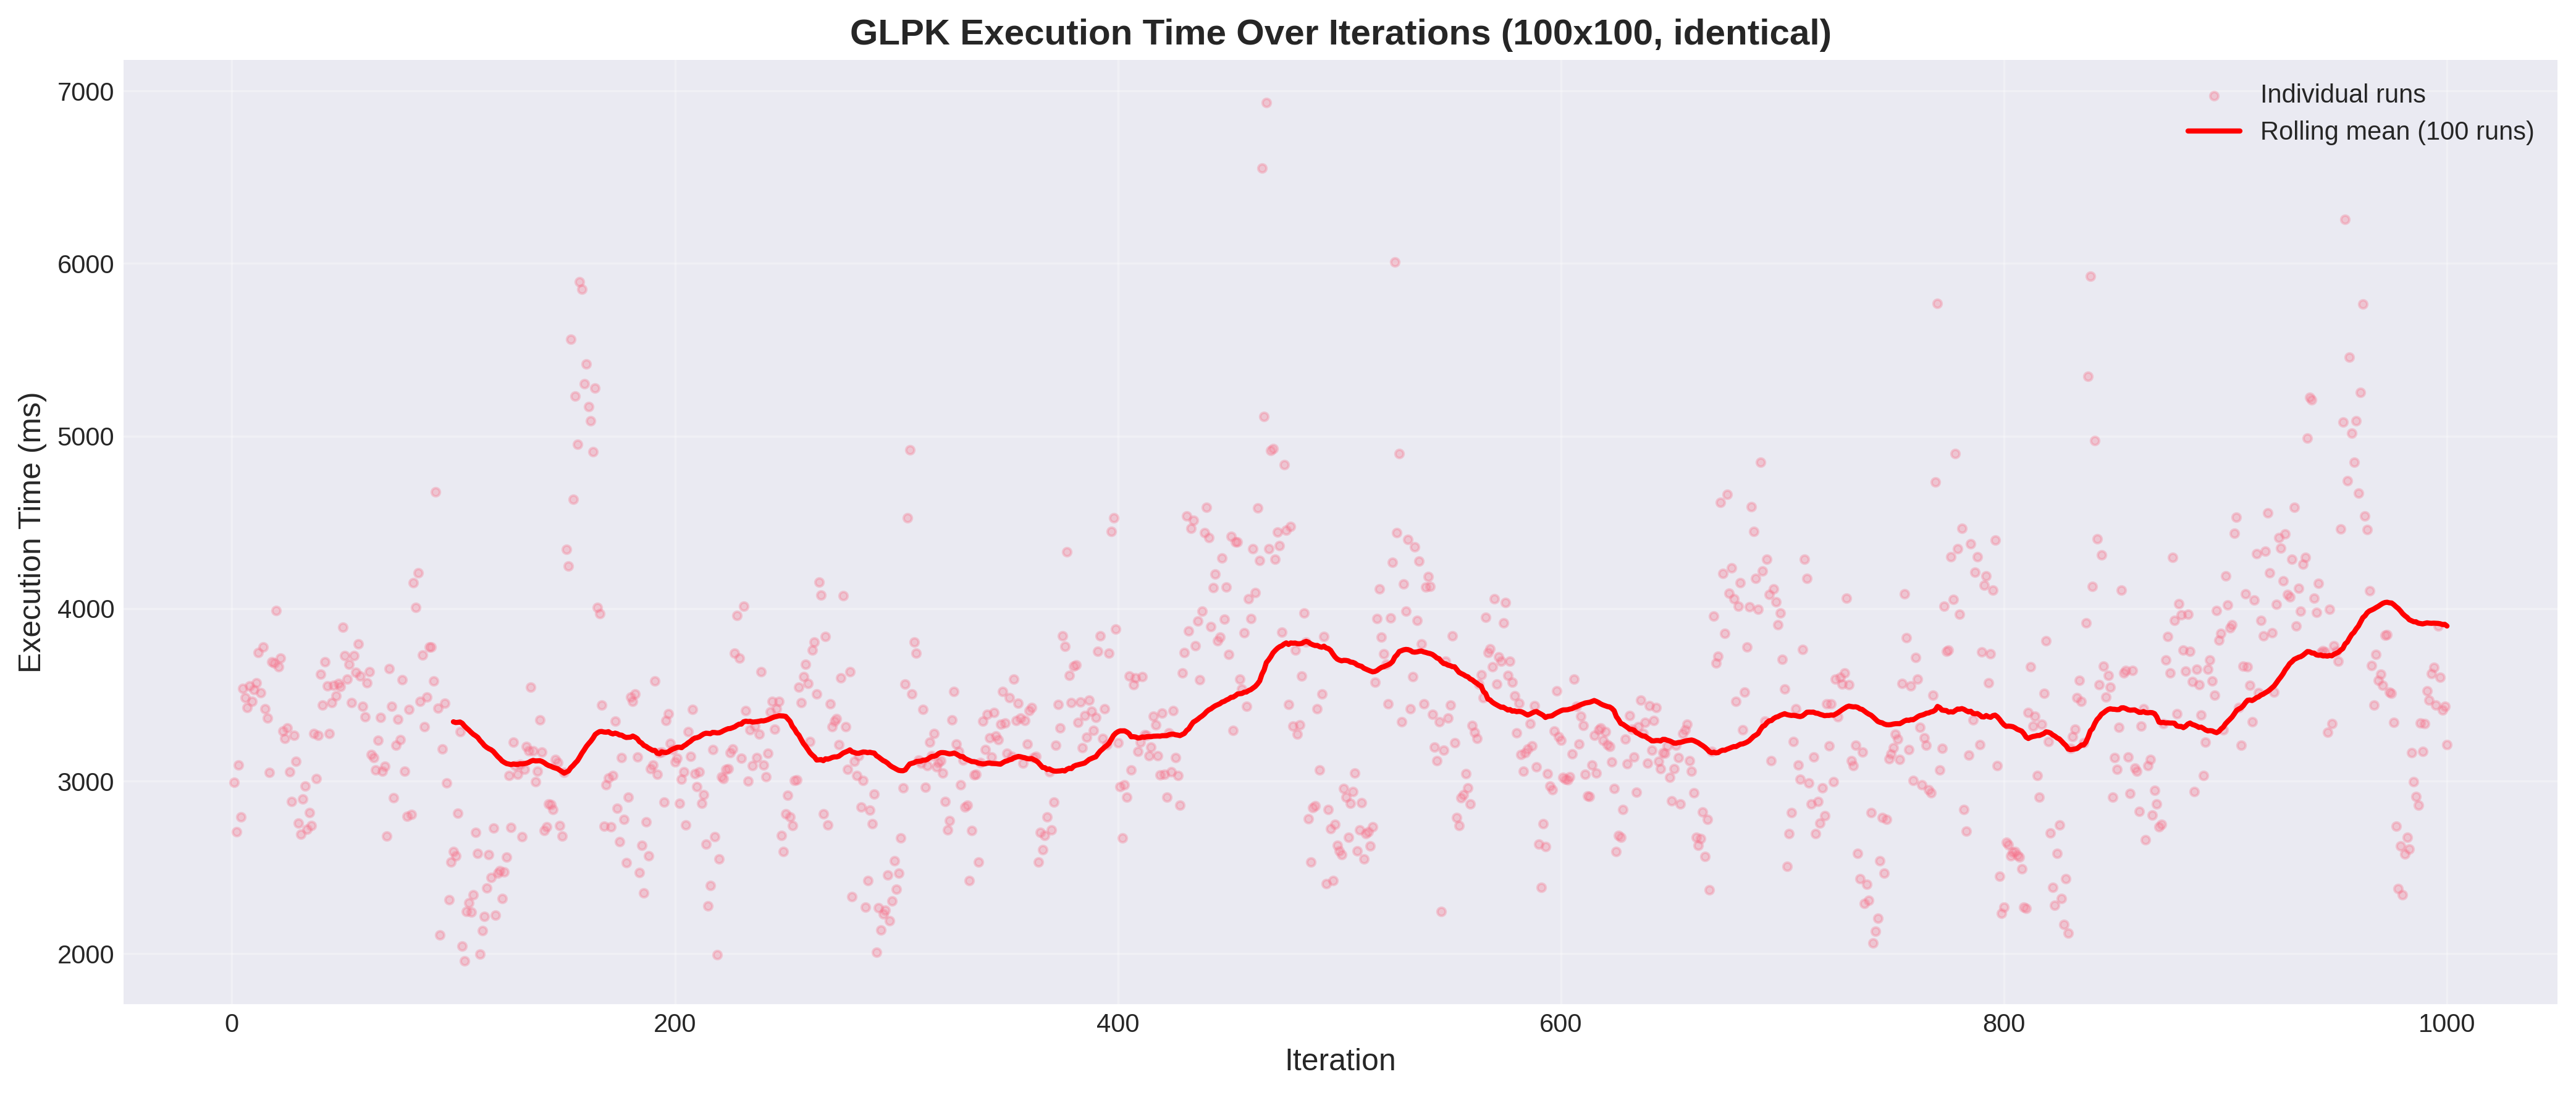 GLPK Execution Time Over Iterations (100x100, identical)
Individual runs
Rolling mean (100 runs)
Execution Time (ms)
7000
6000
5000
4000
3000
2000
0
200
400
600
800
1000
Iteration